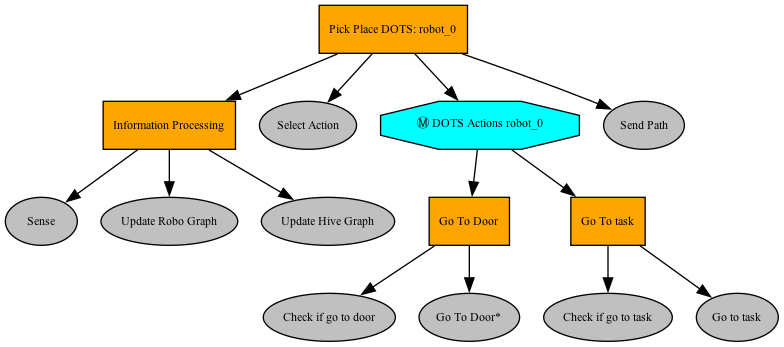 Pick Place DOTS: robot_0
Information Processing
Select Action
Ⓜ DOTS Actions robot_0
Send Path
Sense
Update Robo Graph
Update Hive Graph
Go To Door
Go To task
Check if go to door
Go To Door*
Check if go to task
Go to task